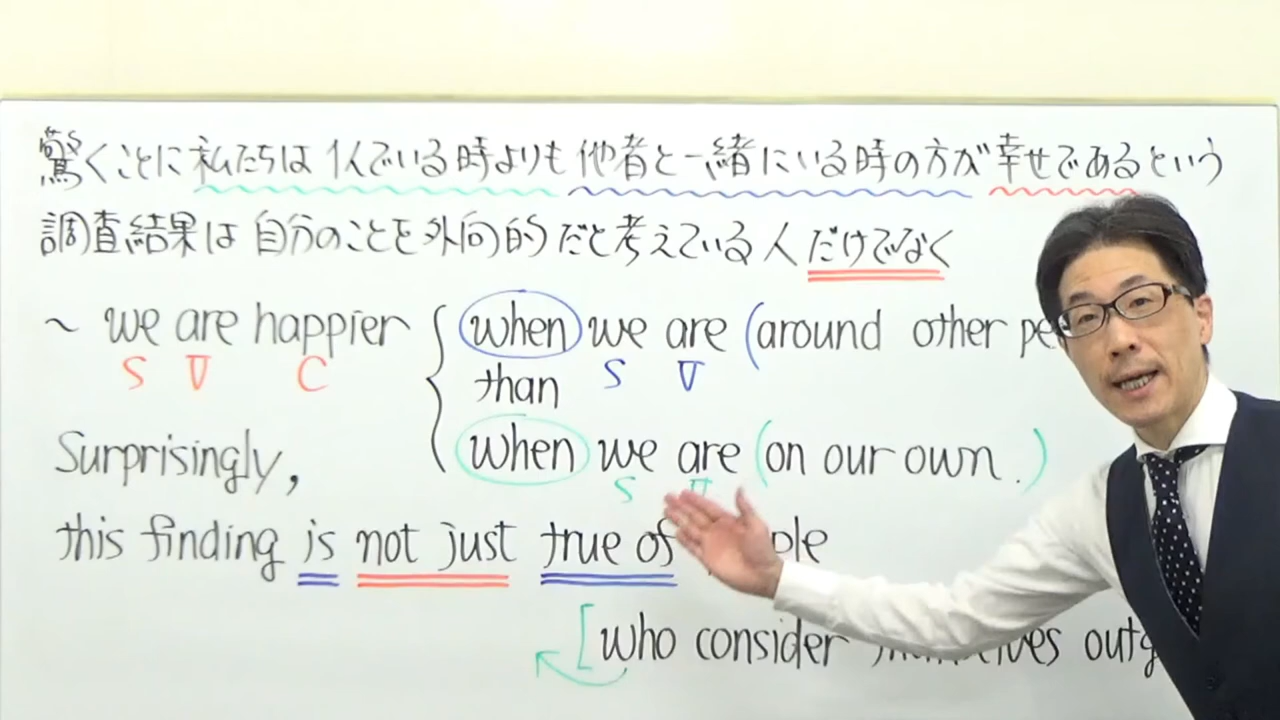 驚くことに私たちは1人でいる時よりも他者と一緒にいる時の方が幸せであるという
調査結果は自分のことを外向的だと考えている人だけでなく
~ we are happier { when we are (around other
S V C
than S V
Surprisingly, when we are (on our own.)
S V
this finding is not just true of
[who consider